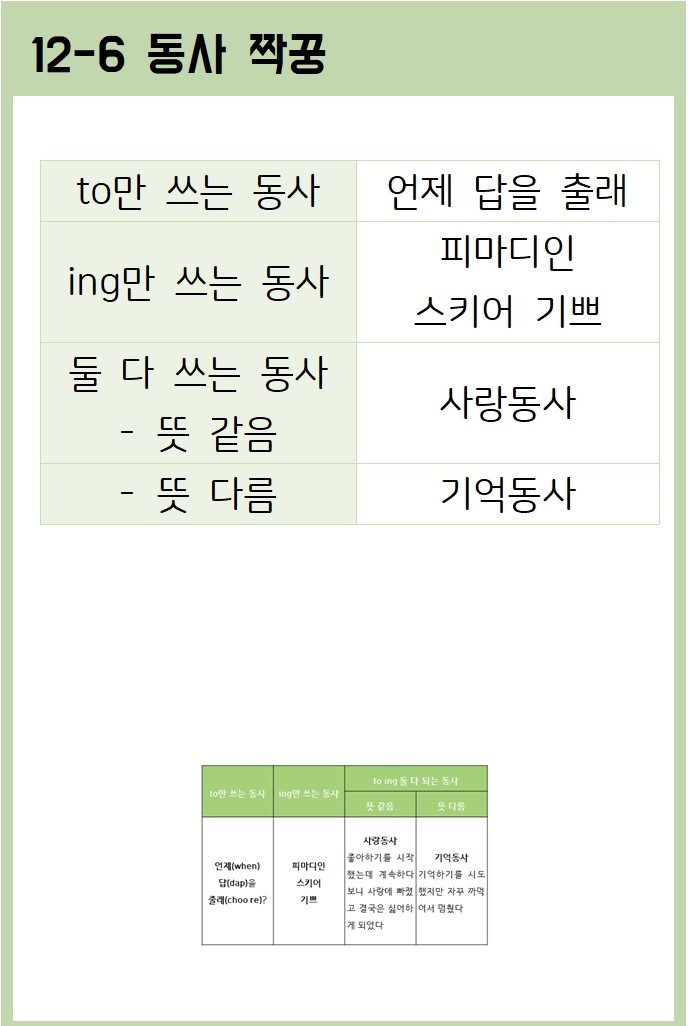 12-6 동사 짝꿍
to만 쓰는 동사
언제 답을 출래
ing만 쓰는 동사
피마디인
스키어 기쁘
둘 다 쓰는 동사
- 뜻 같음
사랑동사
- 뜻 다름
기억동사
to만 쓰는 동사
ing만 쓰는 동사
to ing 둘 다 되는 동사
뜻 같음
뜻 다름
언제(when)
답(dap)을
출래(choo re)?
피마디인
스키어
기쁘
사랑동사
좋아하기를 시작
했는데 계속하다
보니 사랑에 빠졌
고 결국은 싫어하
게 되었다
기억동사
기억하기를 시도
했지만 자꾸 까먹
어서 멈췄다